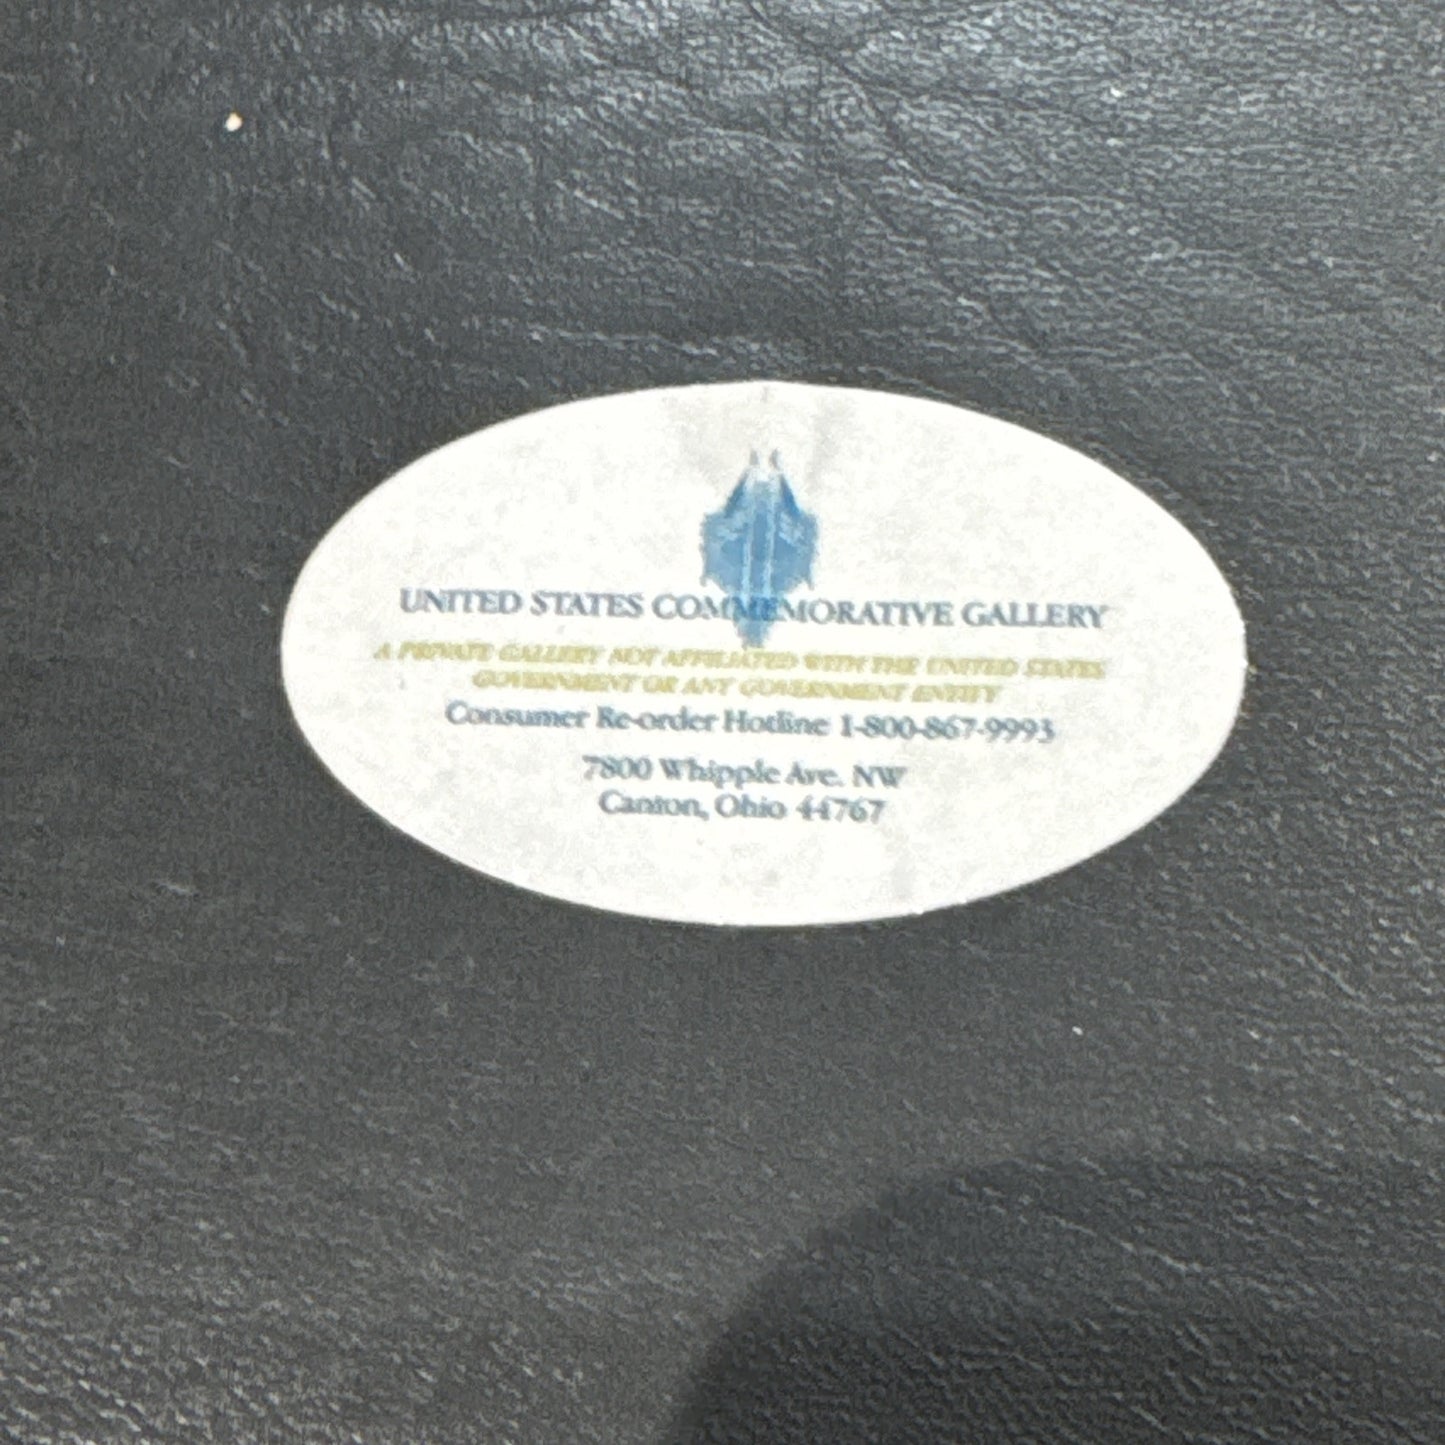 UNITED STATES COMMEMORATIVE GALLERY
A PRIVATE GALLERY NOT AFFILIATED WITH THE UNITED STATES
GOVERNMENT OR ANY GOVERNMENT ENTITY
Consumer Re-order Hotline 1-800-867-9993
7800 Whipple Ave. NW
Canton, Ohio 44767